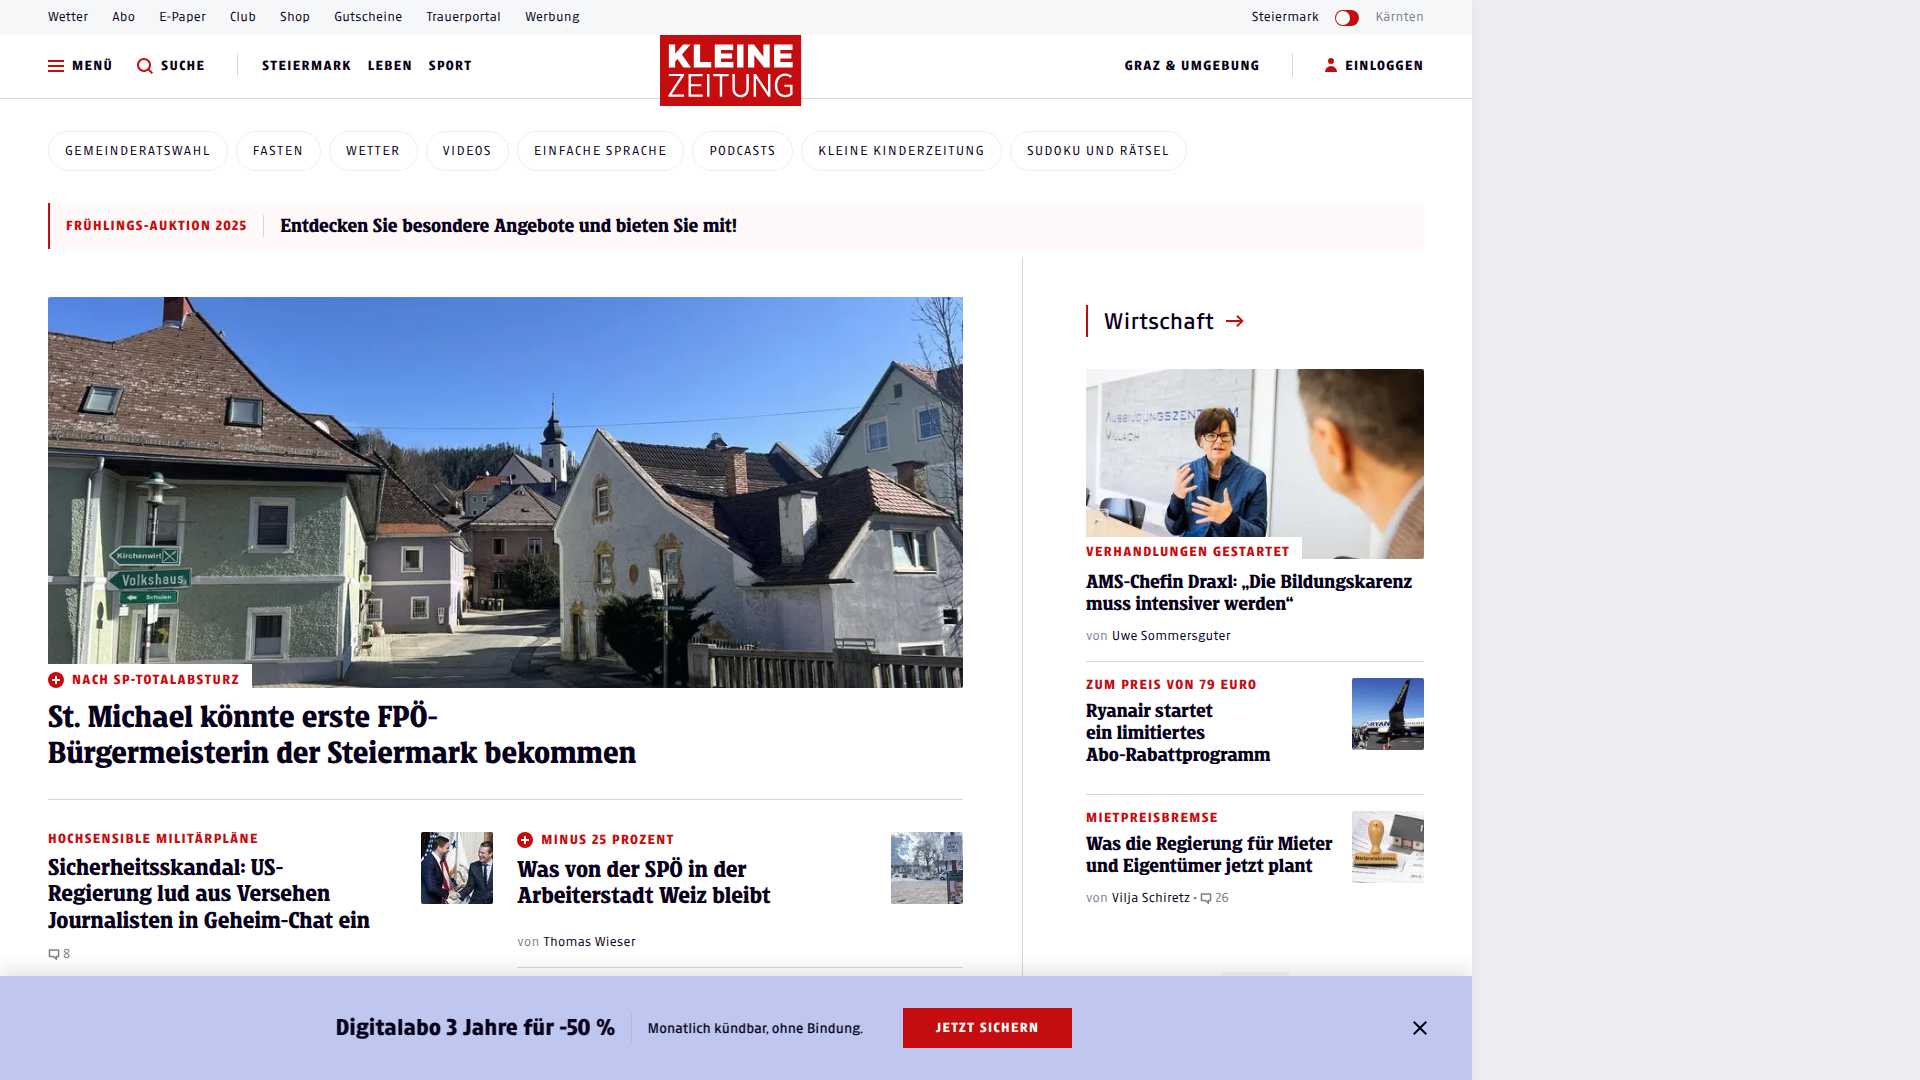 Wetter Abo E-Paper Club Shop Gutscheine Trauerportal Werbung Steiermark Kärnten
MENÜ SUCHE STEIERMARK LEBEN SPORT KLEINE ZEITUNG GRAZ & UMGEBUNG EINLOGGEN
GEMEINDERATSWAHL FASTEN WETTER VIDEOS EINFACHE SPRACHE PODCASTS KLEINE KINDERZEITUNG SUDOKU UND RÄTSEL
FRÜHLINGS-AUKTION 2025 Entdecken Sie besondere Angebote und bieten Sie mit!
Kirchenwirt
Volkshaus
Schulen
NACH SP-TOTALABSTURZ
St. Michael könnte erste FPÖ-
Bürgermeisterin der Steiermark bekommen
HOCHSENSIBLE MILITÄRPLÄNE
Sicherheitsskandal: US-
Regierung lud aus Versehen
Journalisten in Geheim-Chat ein
8
MINUS 25 PROZENT
Was von der SPÖ in der
Arbeiterstadt Weiz bleibt
von Thomas Wieser
Wirtschaft
AUSBILDUNGSZENTRUM
VILLACH
VERHANDLUNGEN GESTARTET
AMS-Chefin Draxl: „Die Bildungskarenz
muss intensiver werden“
von Uwe Sommersguter
ZUM PREIS VON 79 EURO
Ryanair startet
ein limitiertes
Abo-Rabattprogramm
RYANAIR
MIETPREISBREMSE
Was die Regierung für Mieter
und Eigentümer jetzt plant
von Vilja Schiretz - 26
Mietpreisbremse
Digitalabo 3 Jahre für -50 % Monatlich kündbar, ohne Bindung. JETZT SICHERN